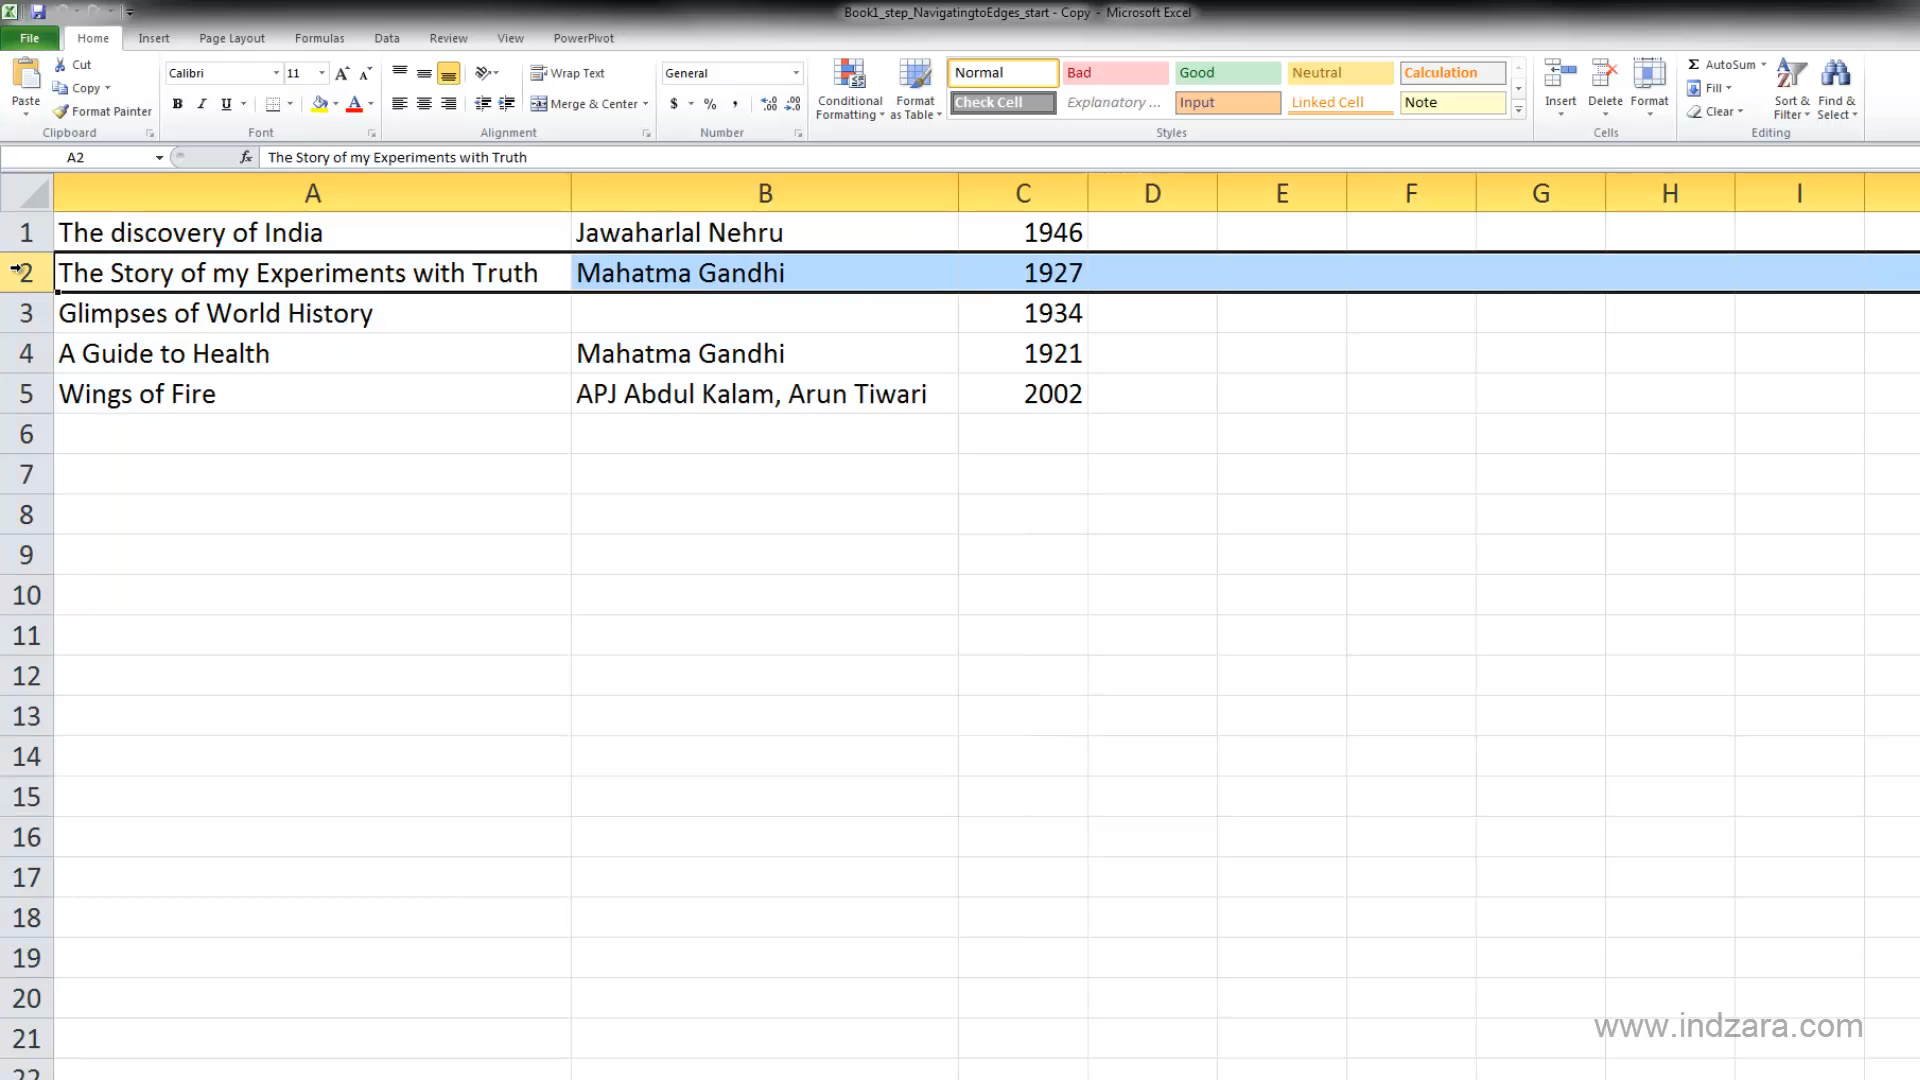 Book1_step_NavigatingtoEdges_start - Copy - Microsoft Excel
File Home Insert Page Layout Formulas Data Review View PowerPivot
Paste Cut Copy Format Painter Clipboard
Calibri 11 B I U Font
Wrap Text Merge & Center Alignment
General $ % , .00 Number
Conditional Formatting Format as Table
Normal Bad Good Neutral Calculation
Check Cell Explanatory ... Input Linked Cell Note
Styles
Insert Delete Format Cells
Σ AutoSum Fill Clear Sort & Filter Find & Select Editing
A2 fx The Story of my Experiments with Truth
A B C D E F G H I
1 The discovery of India Jawaharlal Nehru 1946
2 The Story of my Experiments with Truth Mahatma Gandhi 1927
3 Glimpses of World History 1934
4 A Guide to Health Mahatma Gandhi 1921
5 Wings of Fire APJ Abdul Kalam, Arun Tiwari 2002
6
7
8
9
10
11
12
13
14
15
16
17
18
19
20
21
22
www.indzara.com